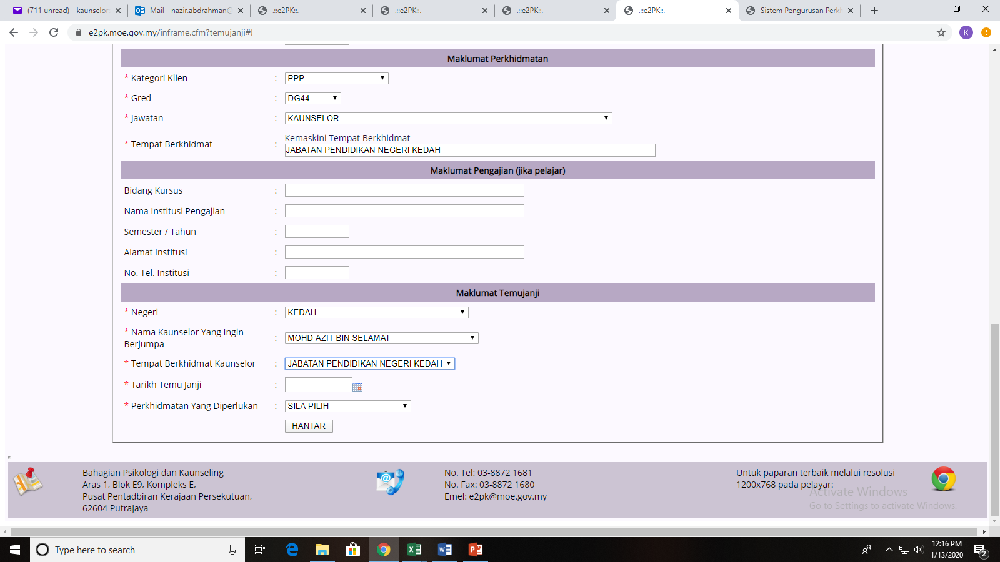 (711 unread) - kaunselor
Mail - nazir.abdrahman@
.::e2PK::.
.::e2PK::.
.::e2PK::.
.::e2PK::.
Sistem Pengurusan Perkh
e2pk.moe.gov.my/inframe.cfm?temujanji#!
K
Maklumat Perkhidmatan
* Kategori Klien : PPP
* Gred : DG44
* Jawatan : KAUNSELOR
* Tempat Berkhidmat :
Kemaskini Tempat Berkhidmat
JABATAN PENDIDIKAN NEGERI KEDAH
Maklumat Pengajian (jika pelajar)
Bidang Kursus :
Nama Institusi Pengajian :
Semester / Tahun :
Alamat Institusi :
No. Tel. Institusi :
Maklumat Temujanji
* Negeri : KEDAH
* Nama Kaunselor Yang Ingin
Berjumpa
: MOHD AZIT BIN SELAMAT
* Tempat Berkhidmat Kaunselor : JABATAN PENDIDIKAN NEGERI KEDAH
* Tarikh Temu Janji :
* Perkhidmatan Yang Diperlukan : SILA PILIH
HANTAR
Bahagian Psikologi dan Kaunseling
Aras 1, Blok E9, Kompleks E,
Pusat Pentadbiran Kerajaan Persekutuan,
62604 Putrajaya
No. Tel: 03-8872 1681
No. Fax: 03-8872 1680
Emel: e2pk@moe.gov.my
Untuk paparan terbaik melalui resolusi
1200x768 pada pelayar:
Activate Windows
Go to Settings to activate Windows.
Type here to search
12:16 PM
1/13/2020
2